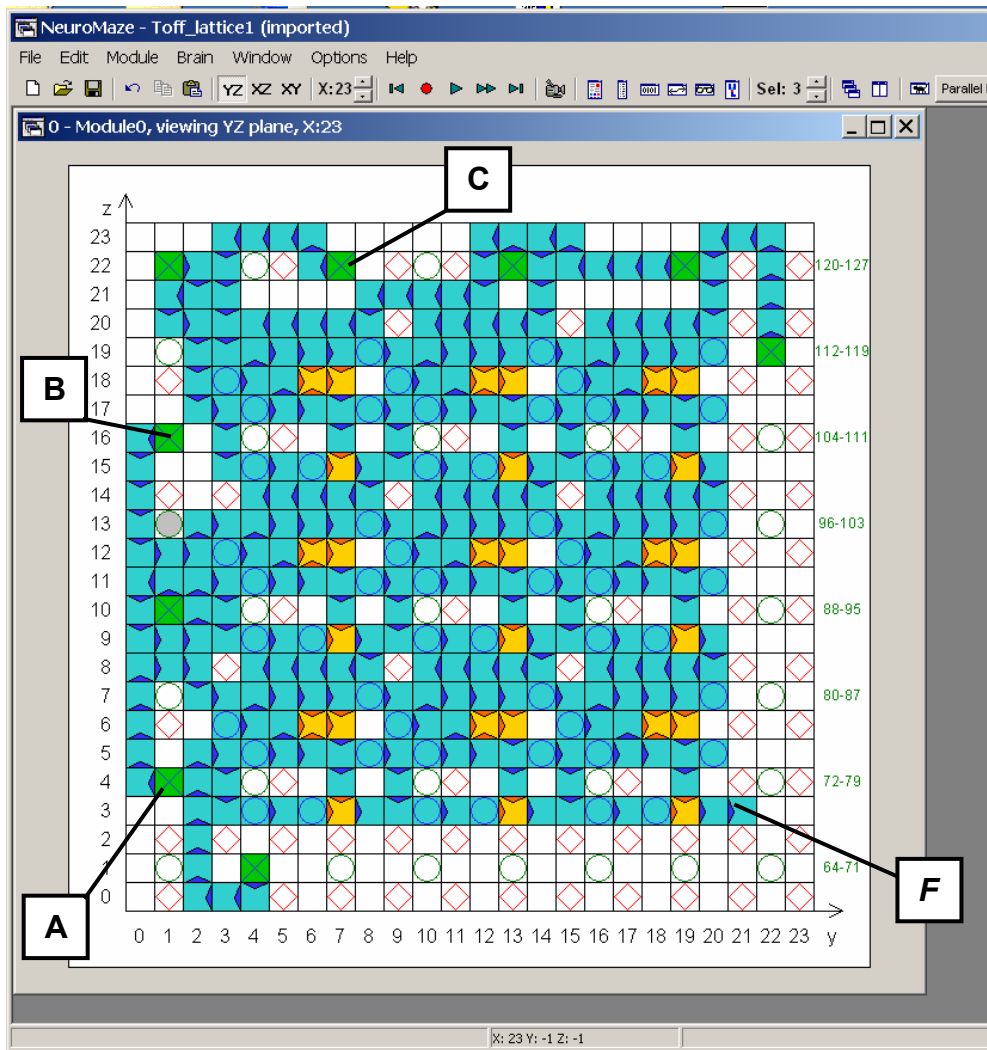 NeuroMaze - Toff_lattice1 (imported)
File Edit Module Brain Window Options Help
YZ XZ XY X:23 Sel: 3 Parallel
0 - Module0, viewing YZ plane, X:23
C
z
23
22 120-127
21
20
19 112-119
B
18
17
16 104-111
15
14
13 96-103
12
11
10 88-95
9
8
7 80-87
6
5
4 72-79
3
2
1 64-71
F
0
A
0 1 2 3 4 5 6 7 8 9 10 11 12 13 14 15 16 17 18 19 20 21 22 23 y
X: 23 Y: -1 Z: -1